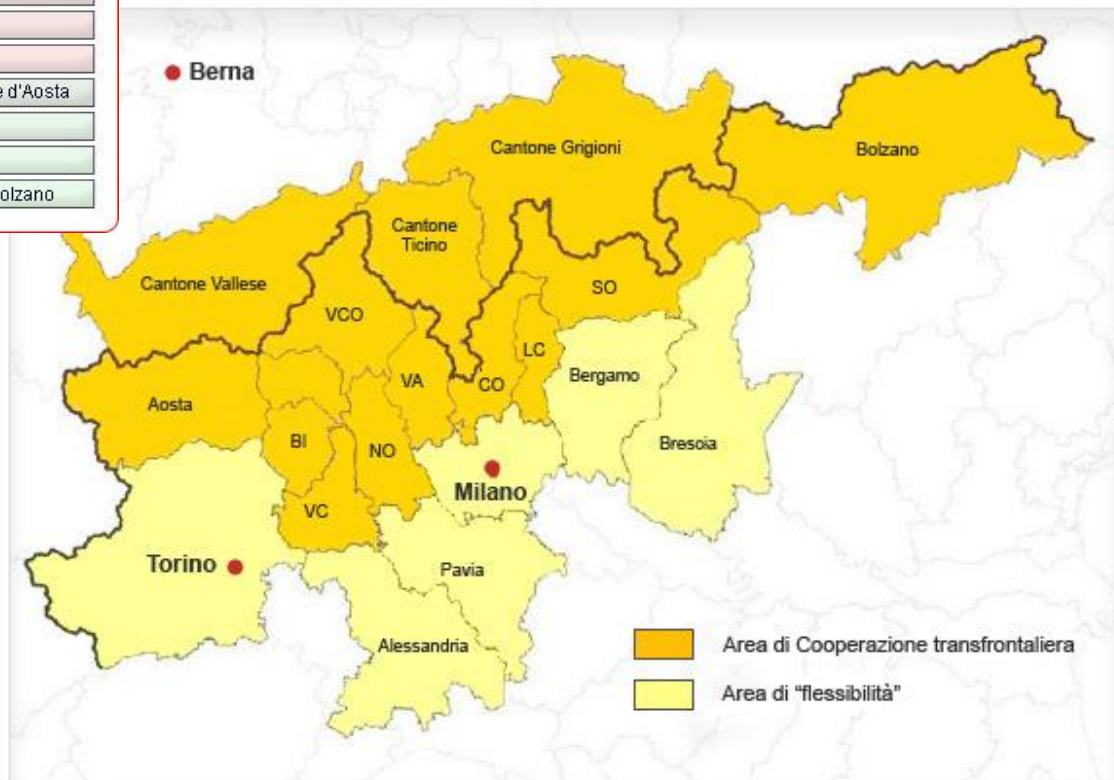 e d'Aosta
olzano
Berna
Cantone Grigioni
Bolzano
Cantone
Ticino
Cantone Vallese
SO
VCO
LC
VA
CO
Bergamo
Aosta
BI
NO
Bresoia
Milano
VC
Torino
Pavia
Alessandria
Area di Cooperazione transfrontaliera
Area di "flessibilità"